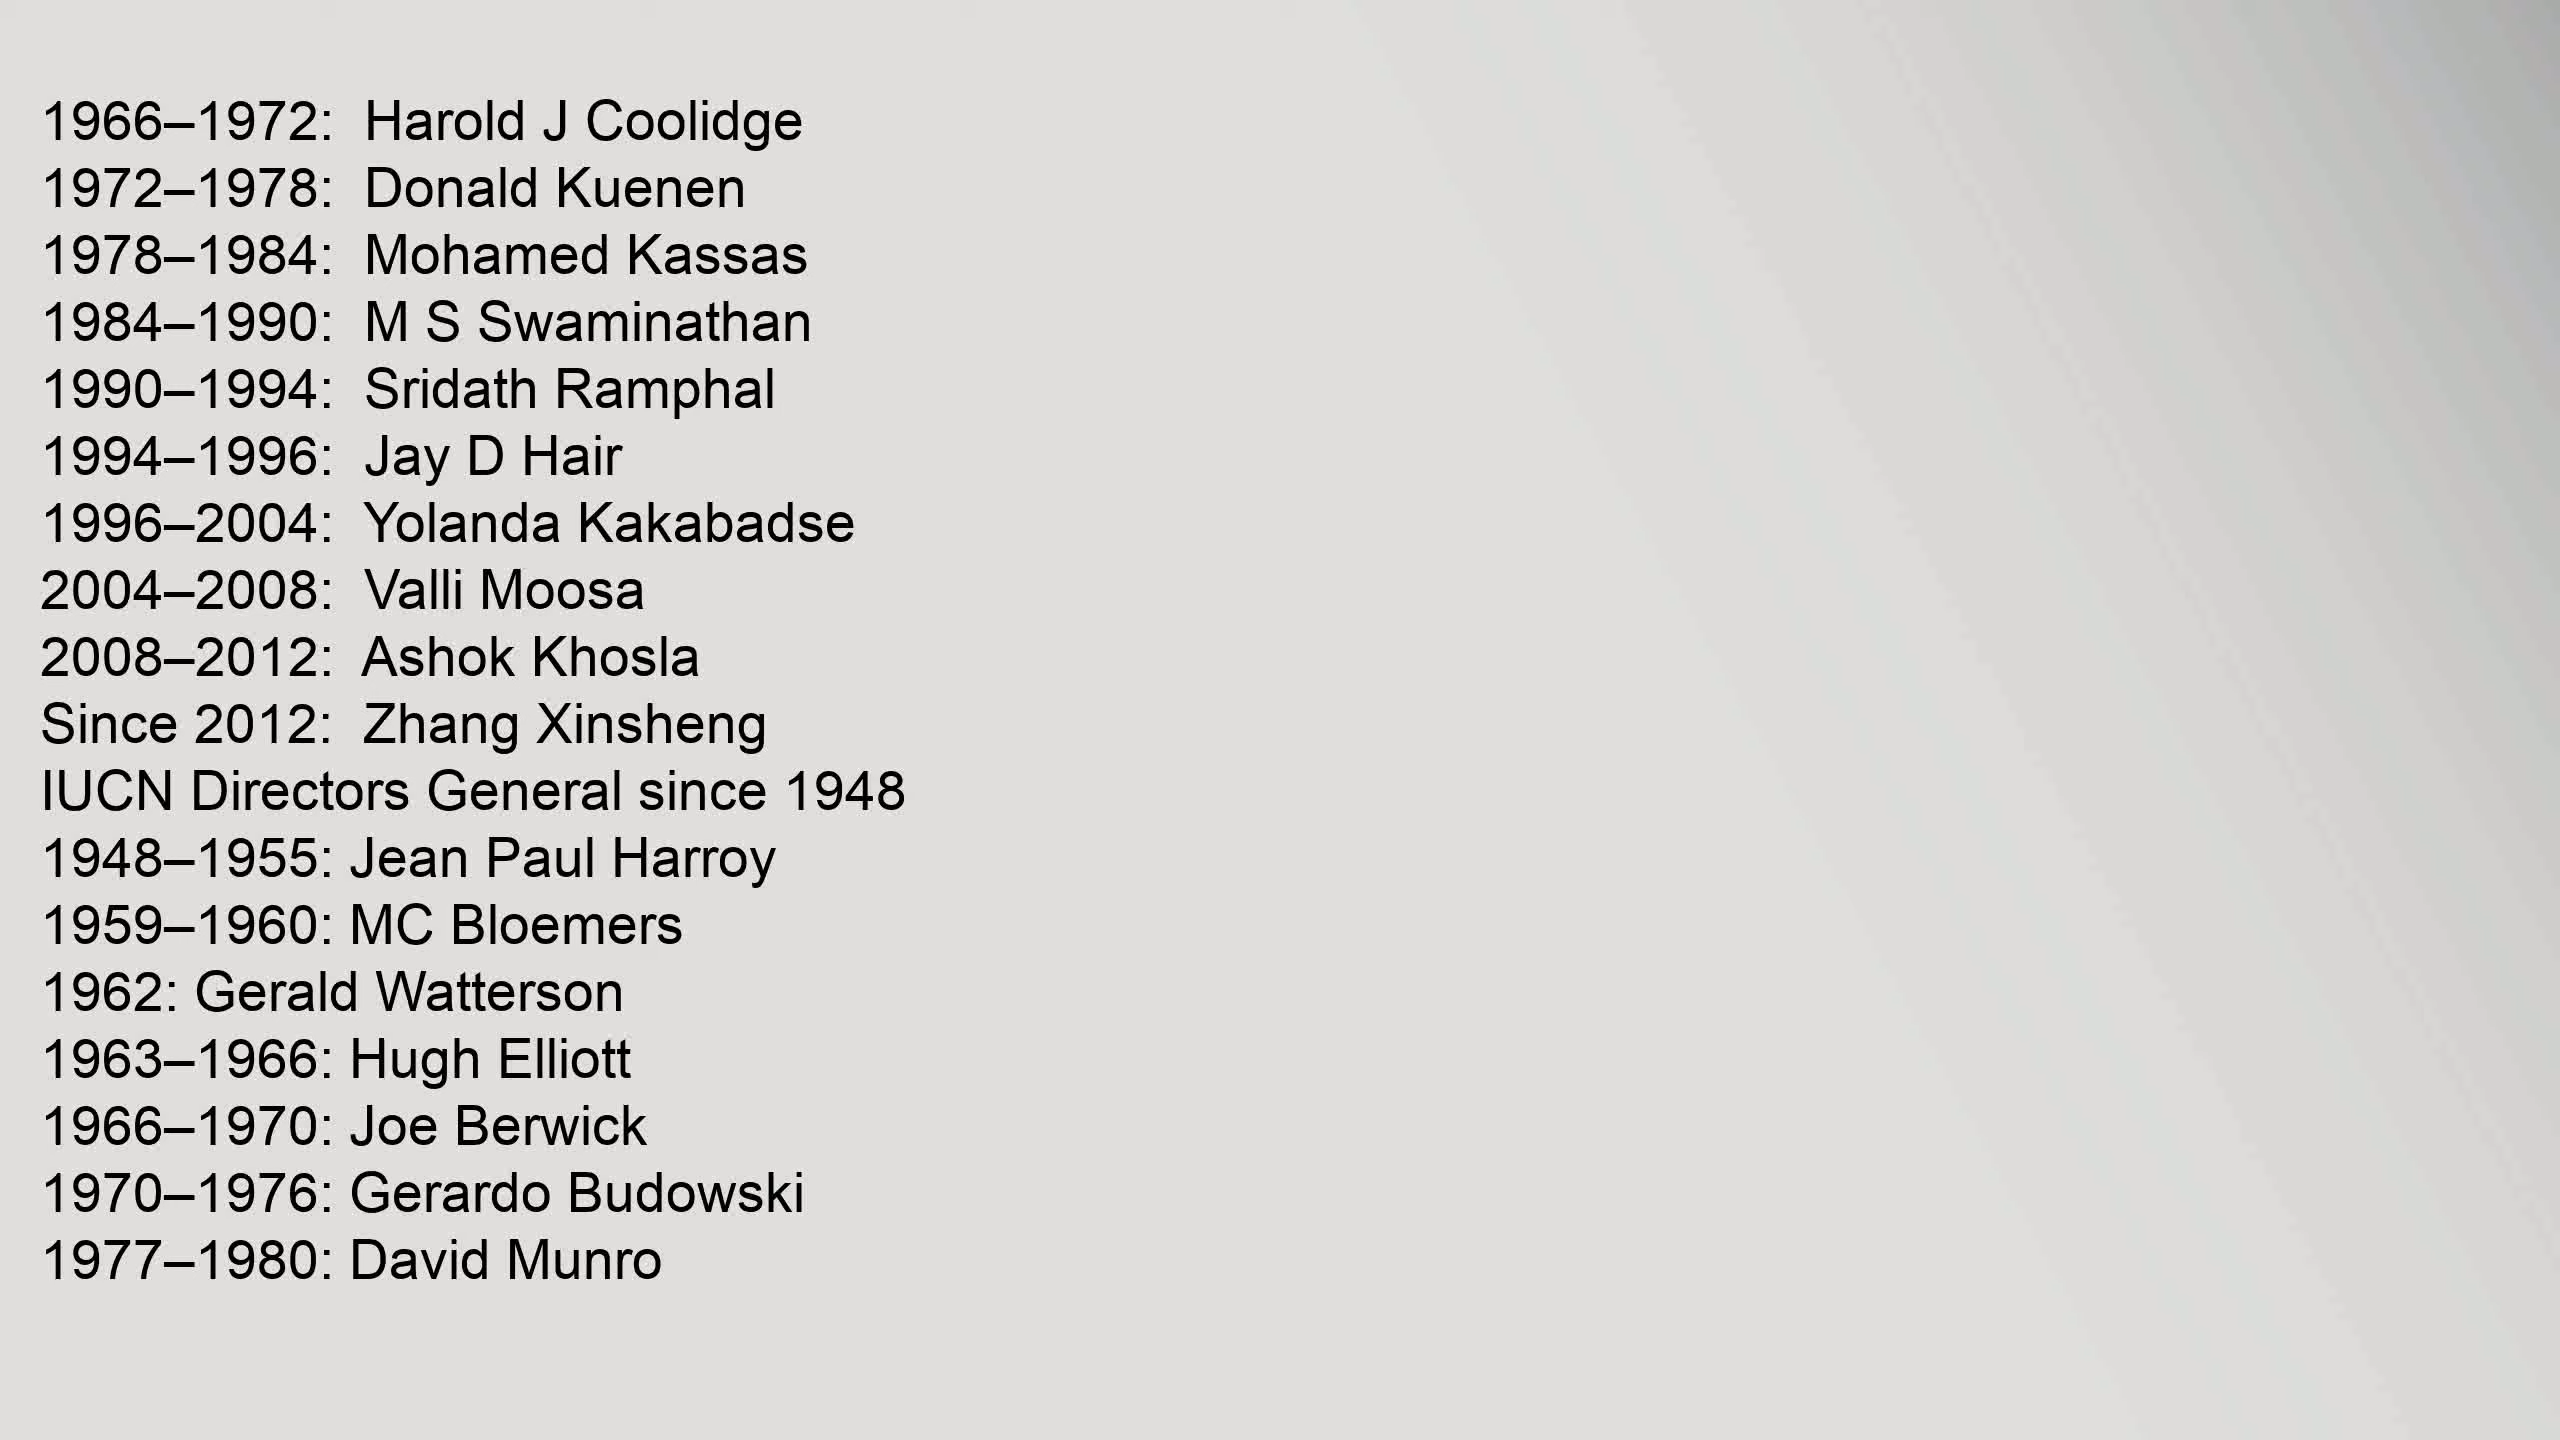 1966–1972:  Harold J Coolidge
1972–1978:  Donald Kuenen
1978–1984:  Mohamed Kassas
1984–1990:  M S Swaminathan
1990–1994:  Sridath Ramphal
1994–1996:  Jay D Hair
1996–2004:  Yolanda Kakabadse
2004–2008:  Valli Moosa
2008–2012:  Ashok Khosla
Since 2012:  Zhang Xinsheng
IUCN Directors General since 1948
1948–1955: Jean Paul Harroy
1959–1960: MC Bloemers
1962: Gerald Watterson
1963–1966: Hugh Elliott
1966–1970: Joe Berwick
1970–1976: Gerardo Budowski
1977–1980: David Munro